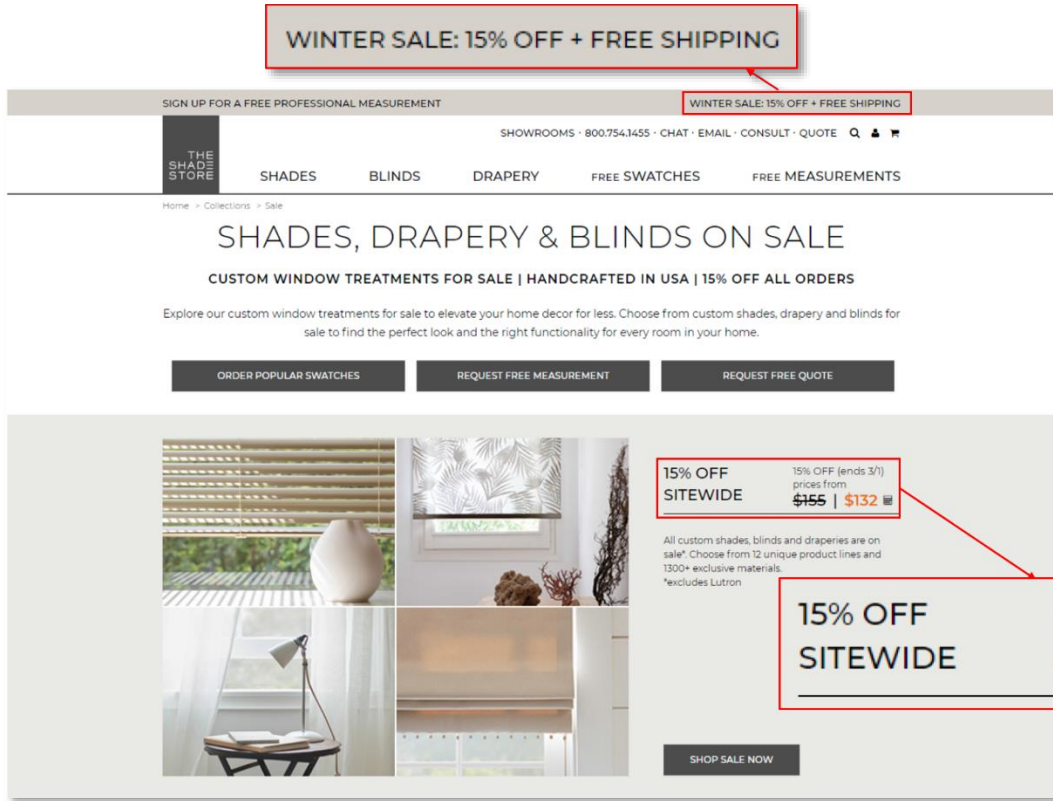 WINTER SALE: 15% OFF + FREE SHIPPING
SIGN UP FOR A FREE PROFESSIONAL MEASUREMENT
WINTER SALE: 15% OFF + FREE SHIPPING
SHOWROOMS · 800.754.1455 · CHAT · EMAIL · CONSULT · QUOTE
THE
SHADE
STORE
SHADES BLINDS DRAPERY FREE SWATCHES FREE MEASUREMENTS
Home > Collections > Sale
SHADES, DRAPERY & BLINDS ON SALE
CUSTOM WINDOW TREATMENTS FOR SALE | HANDCRAFTED IN USA | 15% OFF ALL ORDERS
Explore our custom window treatments for sale to elevate your home decor for less. Choose from custom shades, drapery and blinds for
sale to find the perfect look and the right functionality for every room in your home.
ORDER POPULAR SWATCHES
REQUEST FREE MEASUREMENT
REQUEST FREE QUOTE
15% OFF
SITEWIDE
15% OFF (ends 3/1)
prices from
$155 | $132
All custom shades, blinds and draperies are on
sale*. Choose from 12 unique product lines and
1300+ exclusive materials.
*excludes Lutron
15% OFF
SITEWIDE
SHOP SALE NOW